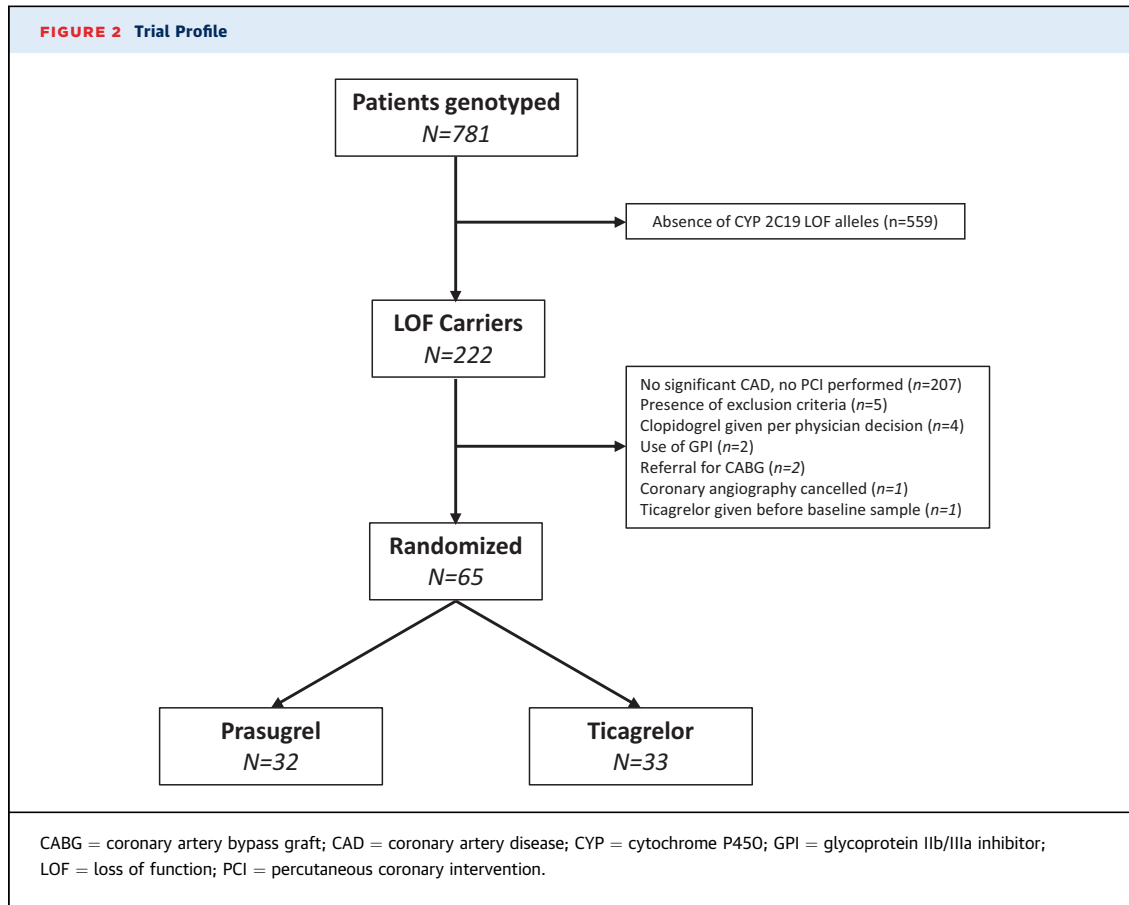 FIGURE 2 Trial Profile
Patients genotyped
N=781
Absence of CYP 2C19 LOF alleles (n=559)
LOF Carriers
N=222
No significant CAD, no PCI performed (n=207)
Presence of exclusion criteria (n=5)
Clopidogrel given per physician decision (n=4)
Use of GPI (n=2)
Referral for CABG (n=2)
Coronary angiography cancelled (n=1)
Ticagrelor given before baseline sample (n=1)
Randomized
N=65
Prasugrel
N=32
Ticagrelor
N=33
CABG = coronary artery bypass graft; CAD = coronary artery disease; CYP = cytochrome P450; GPI = glycoprotein IIb/IIIa inhibitor;
LOF = loss of function; PCI = percutaneous coronary intervention.